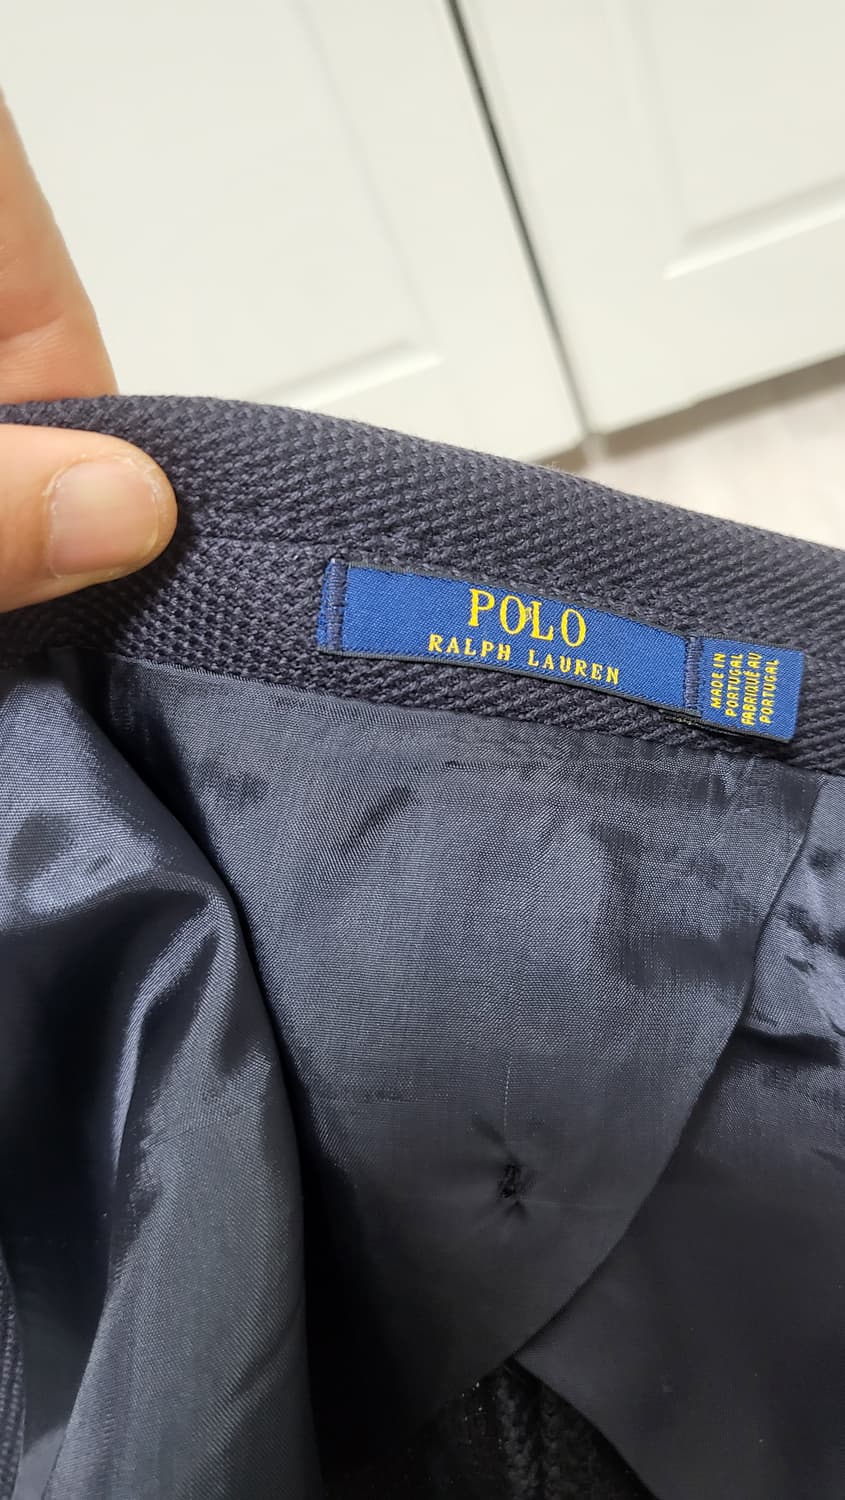 POLO
RALPH LAUREN
MADE IN
PORTUGAL
FABRIQUÉ AU
PORTUGAL